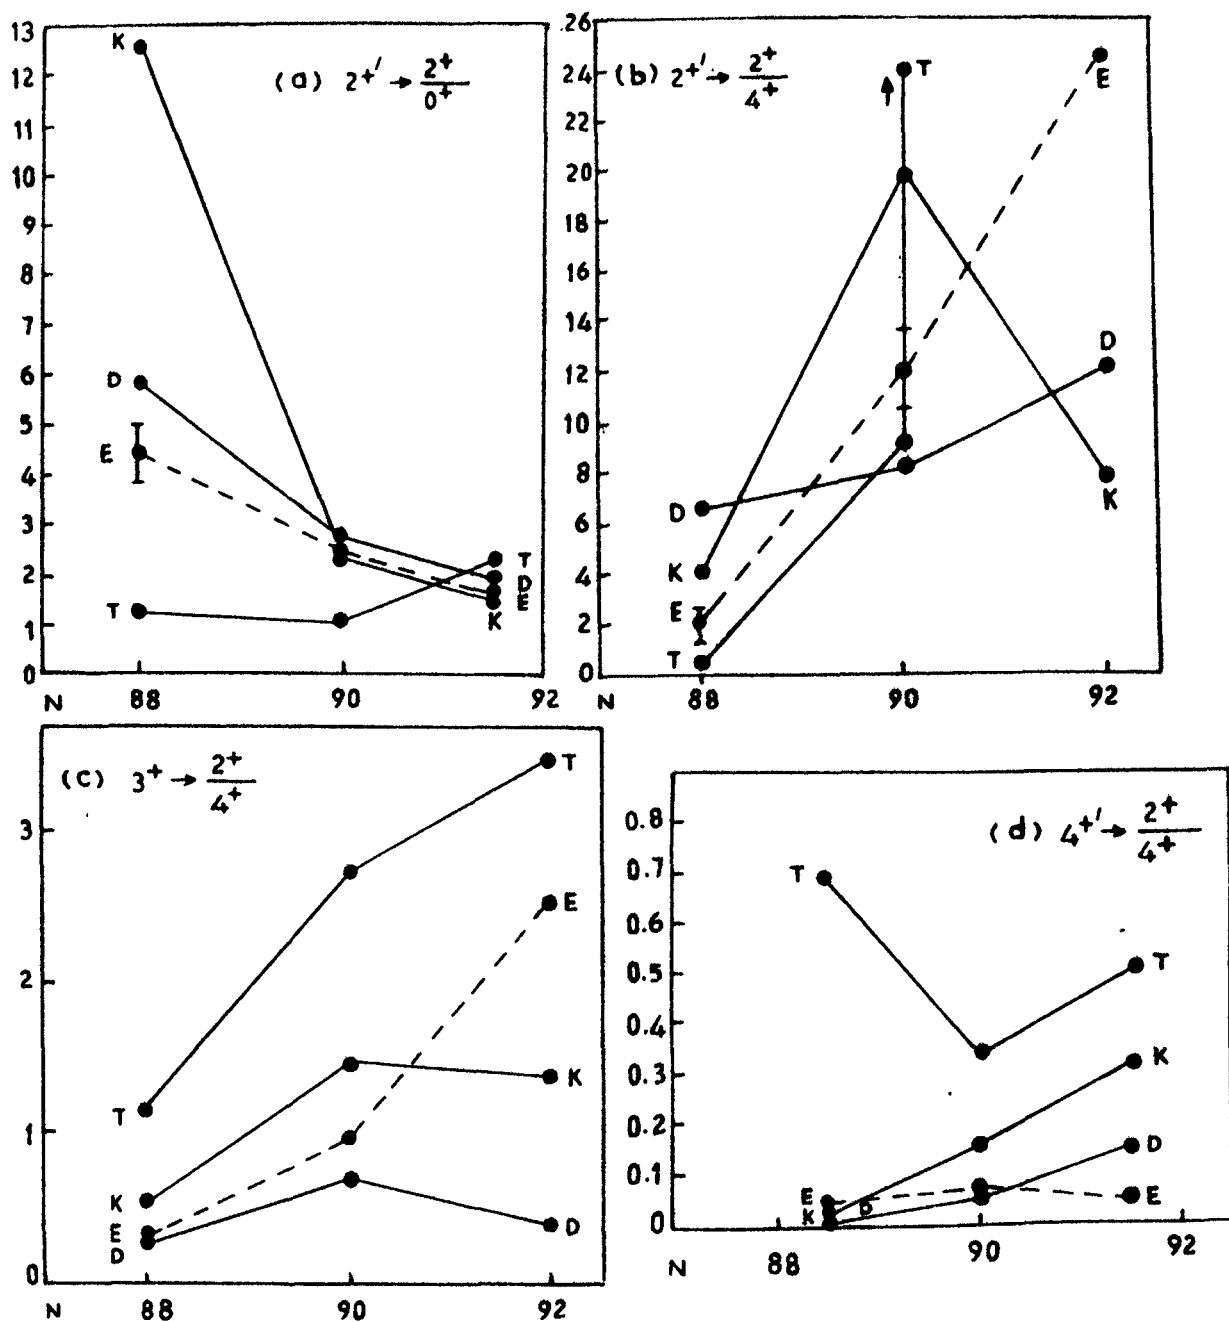 (a) 2⁺′ → 2⁺/0⁺
13
12
11
10
9
8
7
6
5
4
3
2
1
0
K
D
E
T
T
D
E
K
N 88 90 92
(b) 2⁺′ → 2⁺/4⁺
26
24
22
20
18
16
14
12
10
8
6
4
2
0
T
E
D
K
D
K
E
T
N 88 90 92
(c) 3⁺ → 2⁺/4⁺
3
2
1
0
T
E
K
D
T
K
E
D
N 88 90 92
(d) 4⁺′ → 2⁺/4⁺
0.8
0.7
0.6
0.5
0.4
0.3
0.2
0.1
0
T
T
K
D
E
E
K
D
N 88 90 92